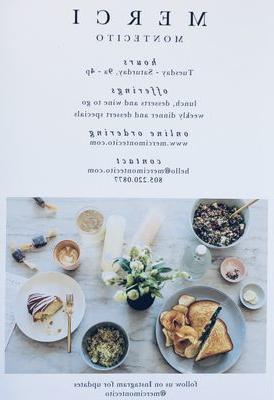 MERCI
MONTECITO
hours
Tuesday - Saturday, 9a - 4p
offerings
lunch, desserts and wine to go
weekly dinner and dessert specials
online ordering
www.mercimontecito.com
contact
hello@mercimontecito.com
805.220.0877
follow us on Instagram for updates
@mercimontecito